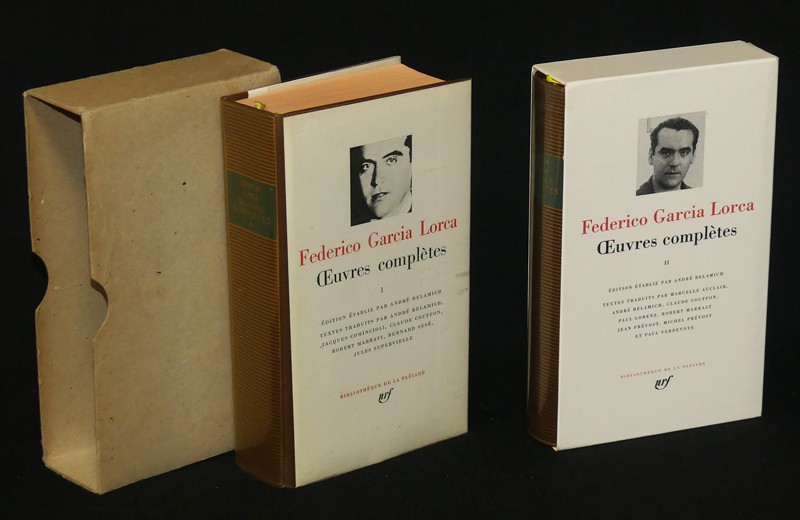 Federico Garcia Lorca
Œuvres complètes
I
ÉDITION ÉTABLIE PAR ANDRÉ BELAMICH
TEXTES TRADUITS PAR ANDRÉ BELAMICH,
JACQUES COMINCIOLI, CLAUDE COUFFON,
ROBERT MARRAST, BERNARD SESÉ,
JULES SUPERVIELLE
BIBLIOTHÈQUE DE LA PLÉIADE
nrf
Federico Garcia Lorca
Œuvres complètes
II
ÉDITION ÉTABLIE PAR ANDRÉ BELAMICH
TEXTES TRADUITS PAR MARCELLE AUCLAIR,
ANDRÉ BELAMICH, CLAUDE COUFFON,
PAUL LORENZ, ROBERT MARRAST
JEAN PRÉVOST, MICHEL PRÉVOST
ET PAUL VERDEVOYE
BIBLIOTHÈQUE DE LA PLÉIADE
nrf